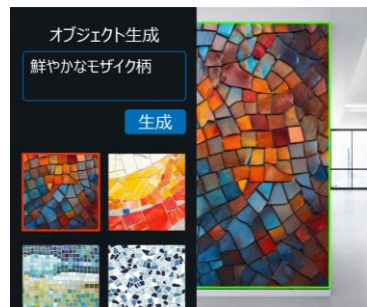 オブジェクト生成
鮮やかなモザイク柄
生成